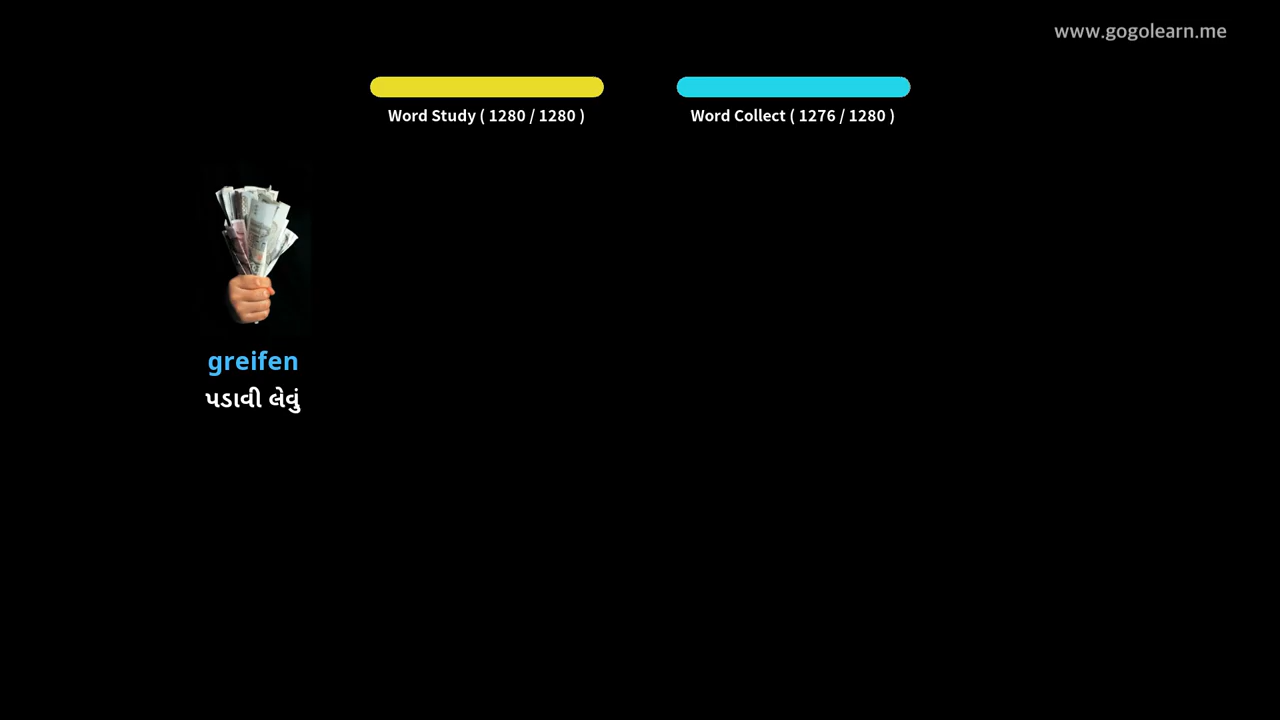 www.gogolearn.me
Word Study ( 1280 / 1280 )
Word Collect ( 1276 / 1280 )
greifen
પડાવી લેવું